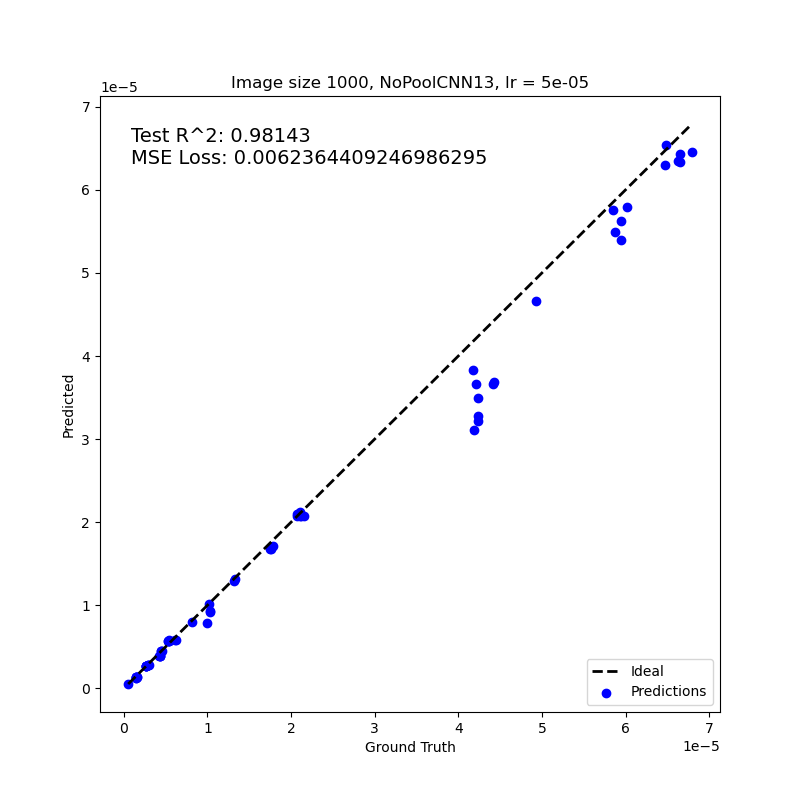 Image size 1000, NoPoolCNN13, lr = 5e-05
1e−5
Test R^2: 0.98143
MSE Loss: 0.0062364409246986295
7
6
5
4
3
2
1
0
Predicted
Ideal
Predictions
0 1 2 3 4 5 6 7
Ground Truth
1e−5